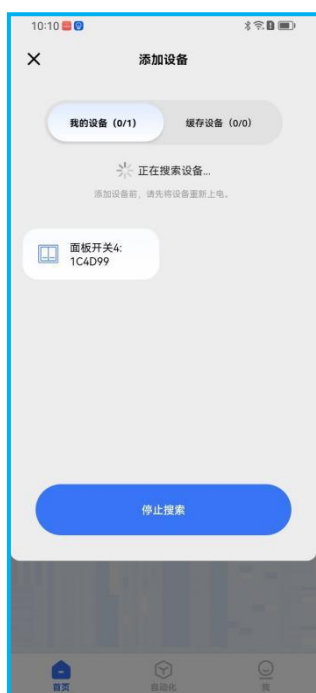 10:10
添加设备
我的设备（0/1） 缓存设备（0/0）
正在搜索设备...
添加设备前，请先将设备重新上电。
面板开关4:
1C4D99
停止搜索
首页 自动化 我